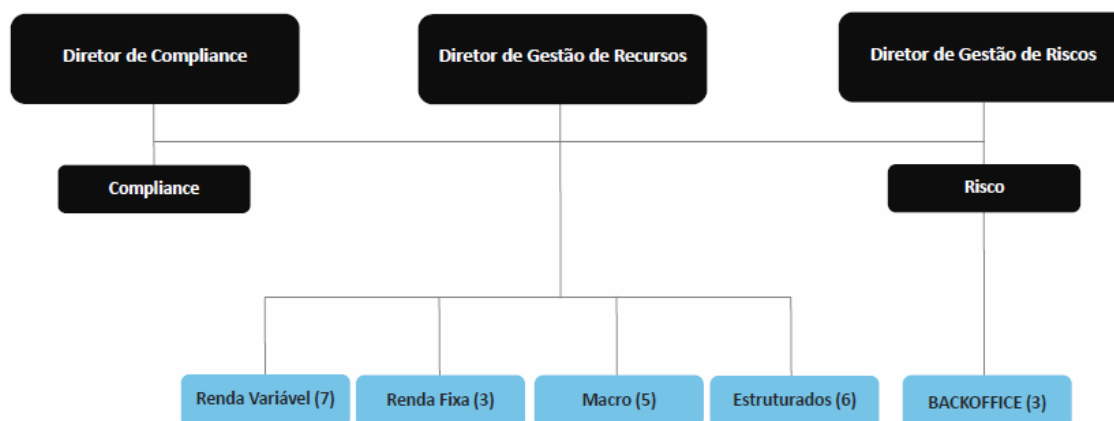 Diretor de Compliance
Diretor de Gestão de Recursos
Diretor de Gestão de Riscos
Compliance
Risco
Renda Variável (7)
Renda Fixa (3)
Macro (5)
Estruturados (6)
BACKOFFICE (3)